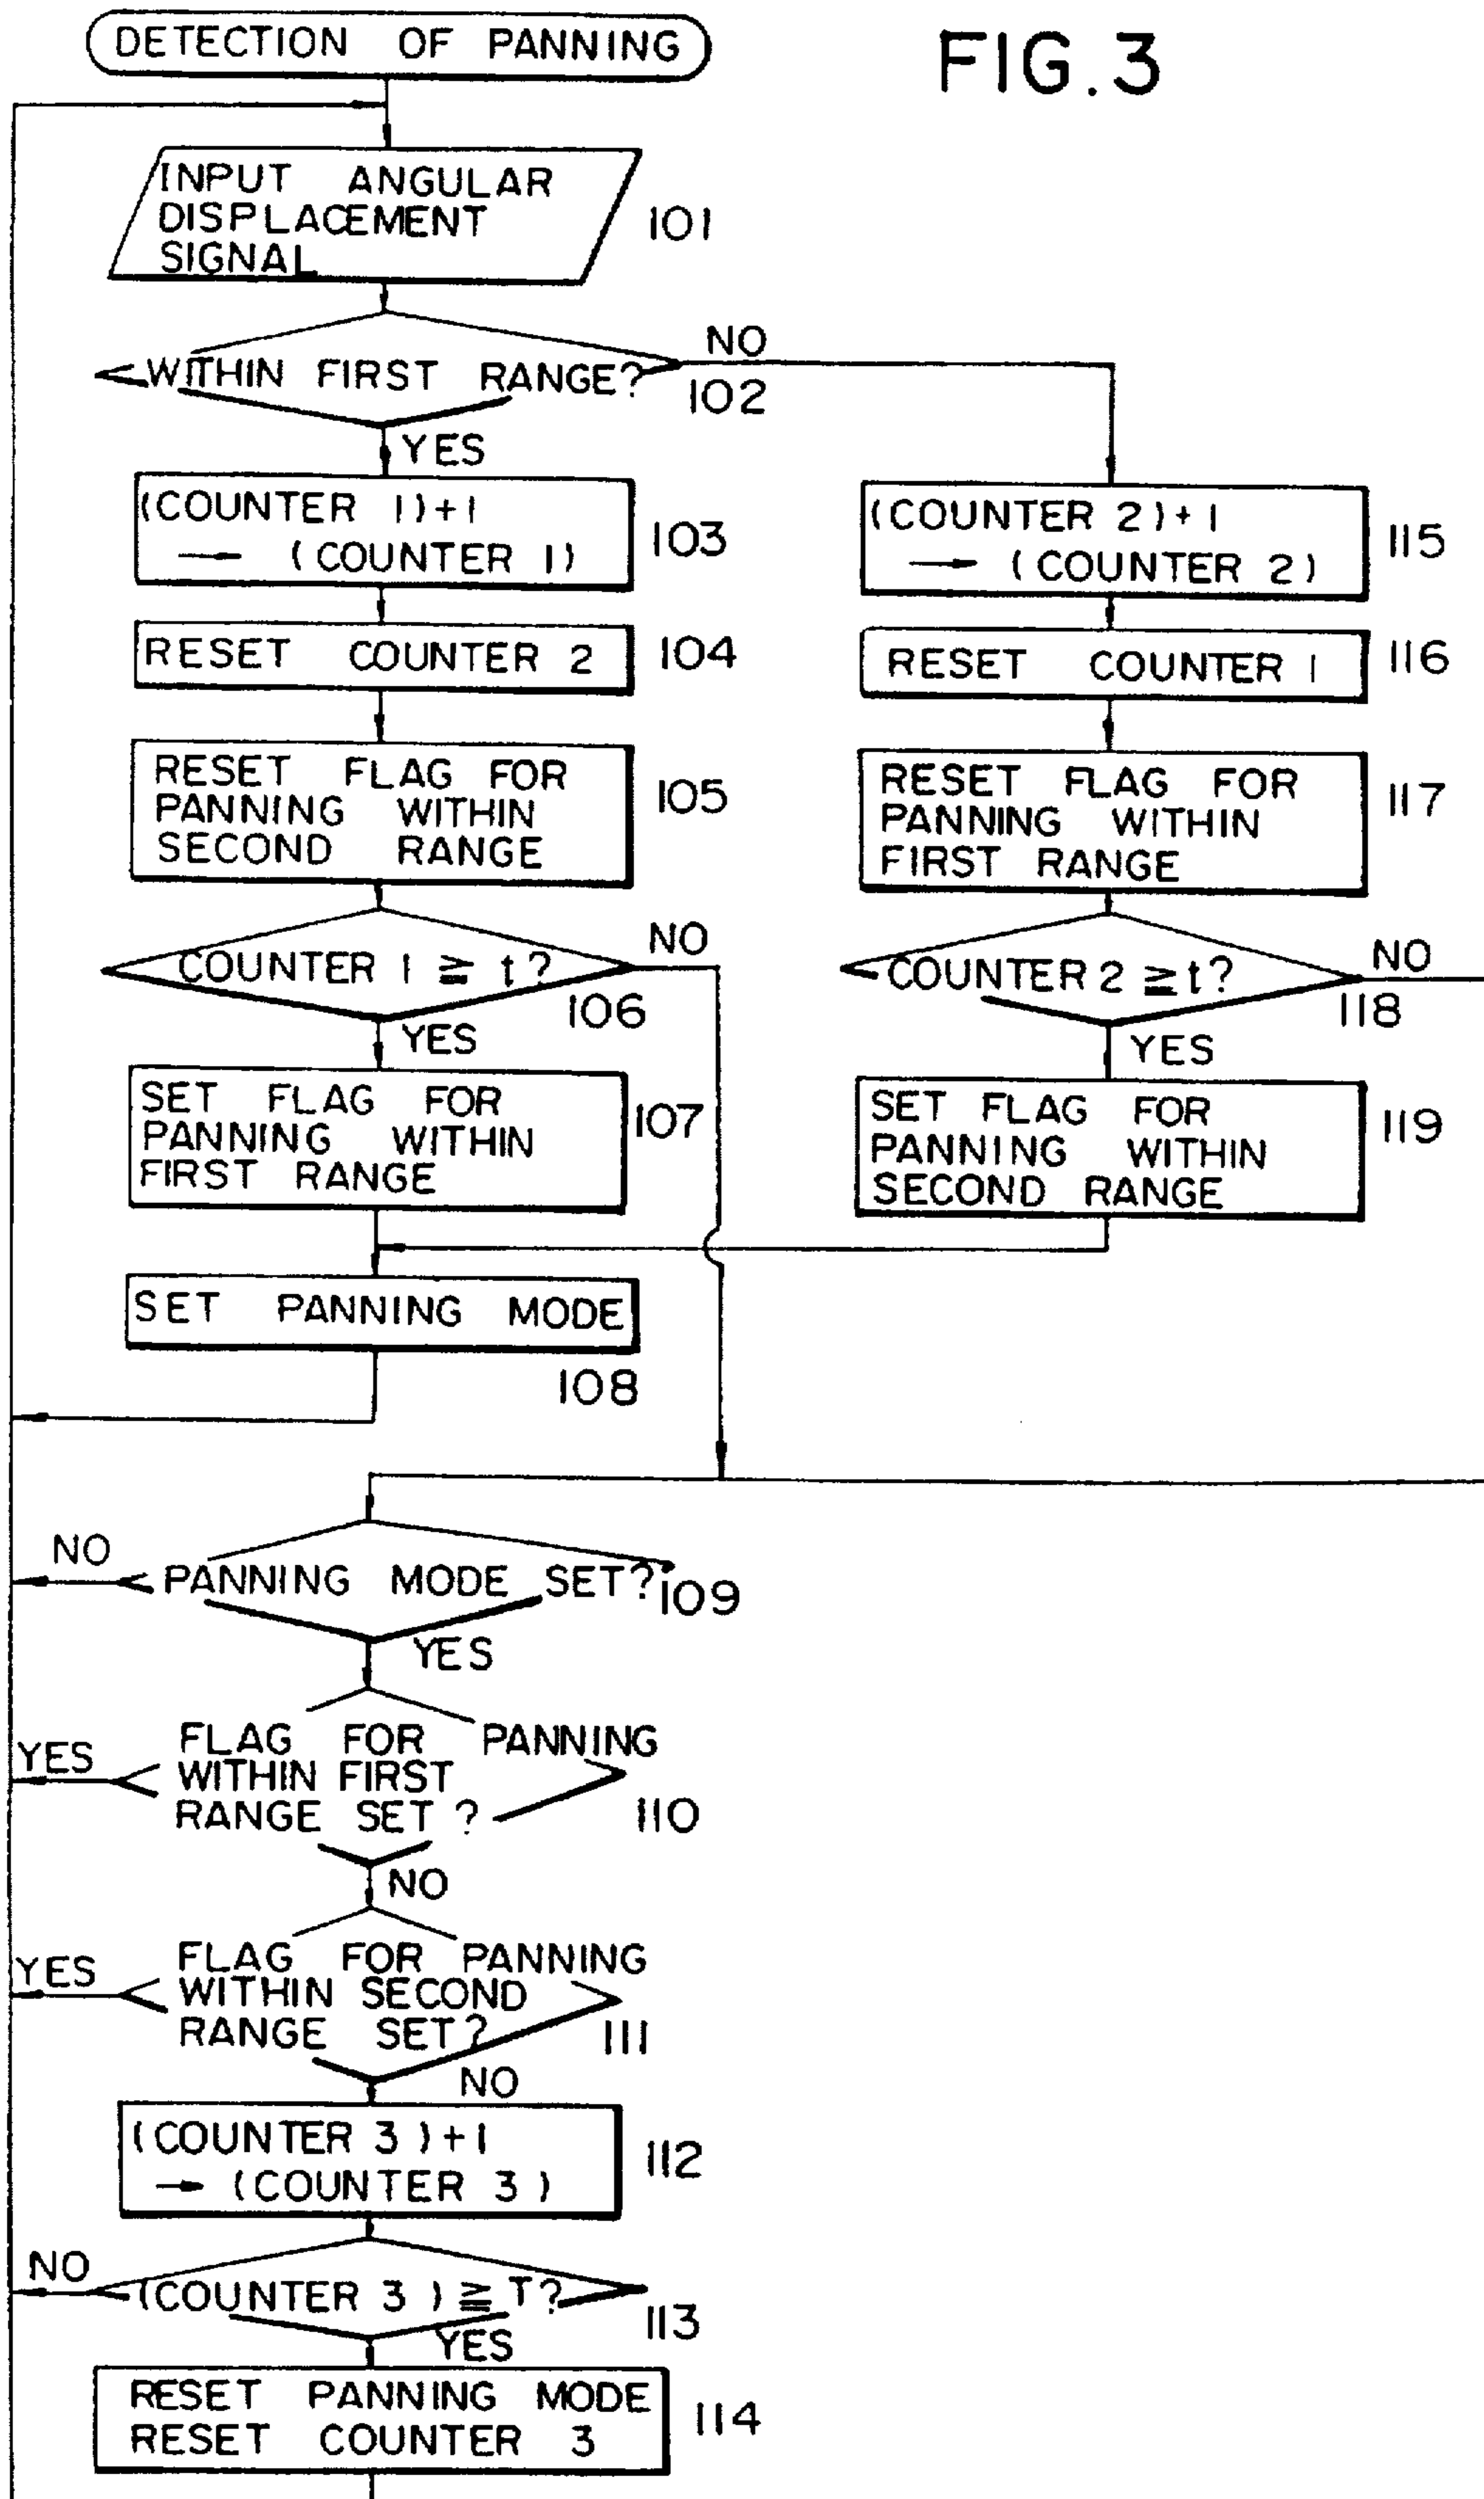 DETECTION OF PANNING
FIG. 3
INPUT ANGULAR
DISPLACEMENT
SIGNAL
101
WITHIN FIRST RANGE?
NO
102
YES
(COUNTER 1)+1
→ (COUNTER 1)
103
RESET COUNTER 2
104
RESET FLAG FOR
PANNING WITHIN
SECOND RANGE
105
COUNTER 1 ≧ t?
NO
106
YES
SET FLAG FOR
PANNING WITHIN
FIRST RANGE
107
SET PANNING MODE
108
(COUNTER 2)+1
→ (COUNTER 2)
115
RESET COUNTER 1
116
RESET FLAG FOR
PANNING WITHIN
FIRST RANGE
117
COUNTER 2 ≧ t?
NO
118
YES
SET FLAG FOR
PANNING WITHIN
SECOND RANGE
119
NO
PANNING MODE SET?
109
YES
YES
FLAG FOR PANNING
WITHIN FIRST
RANGE SET ?
110
NO
YES
FLAG FOR PANNING
WITHIN SECOND
RANGE SET?
111
NO
(COUNTER 3)+1
→ (COUNTER 3)
112
NO
(COUNTER 3) ≧ T?
113
YES
RESET PANNING MODE
RESET COUNTER 3
114